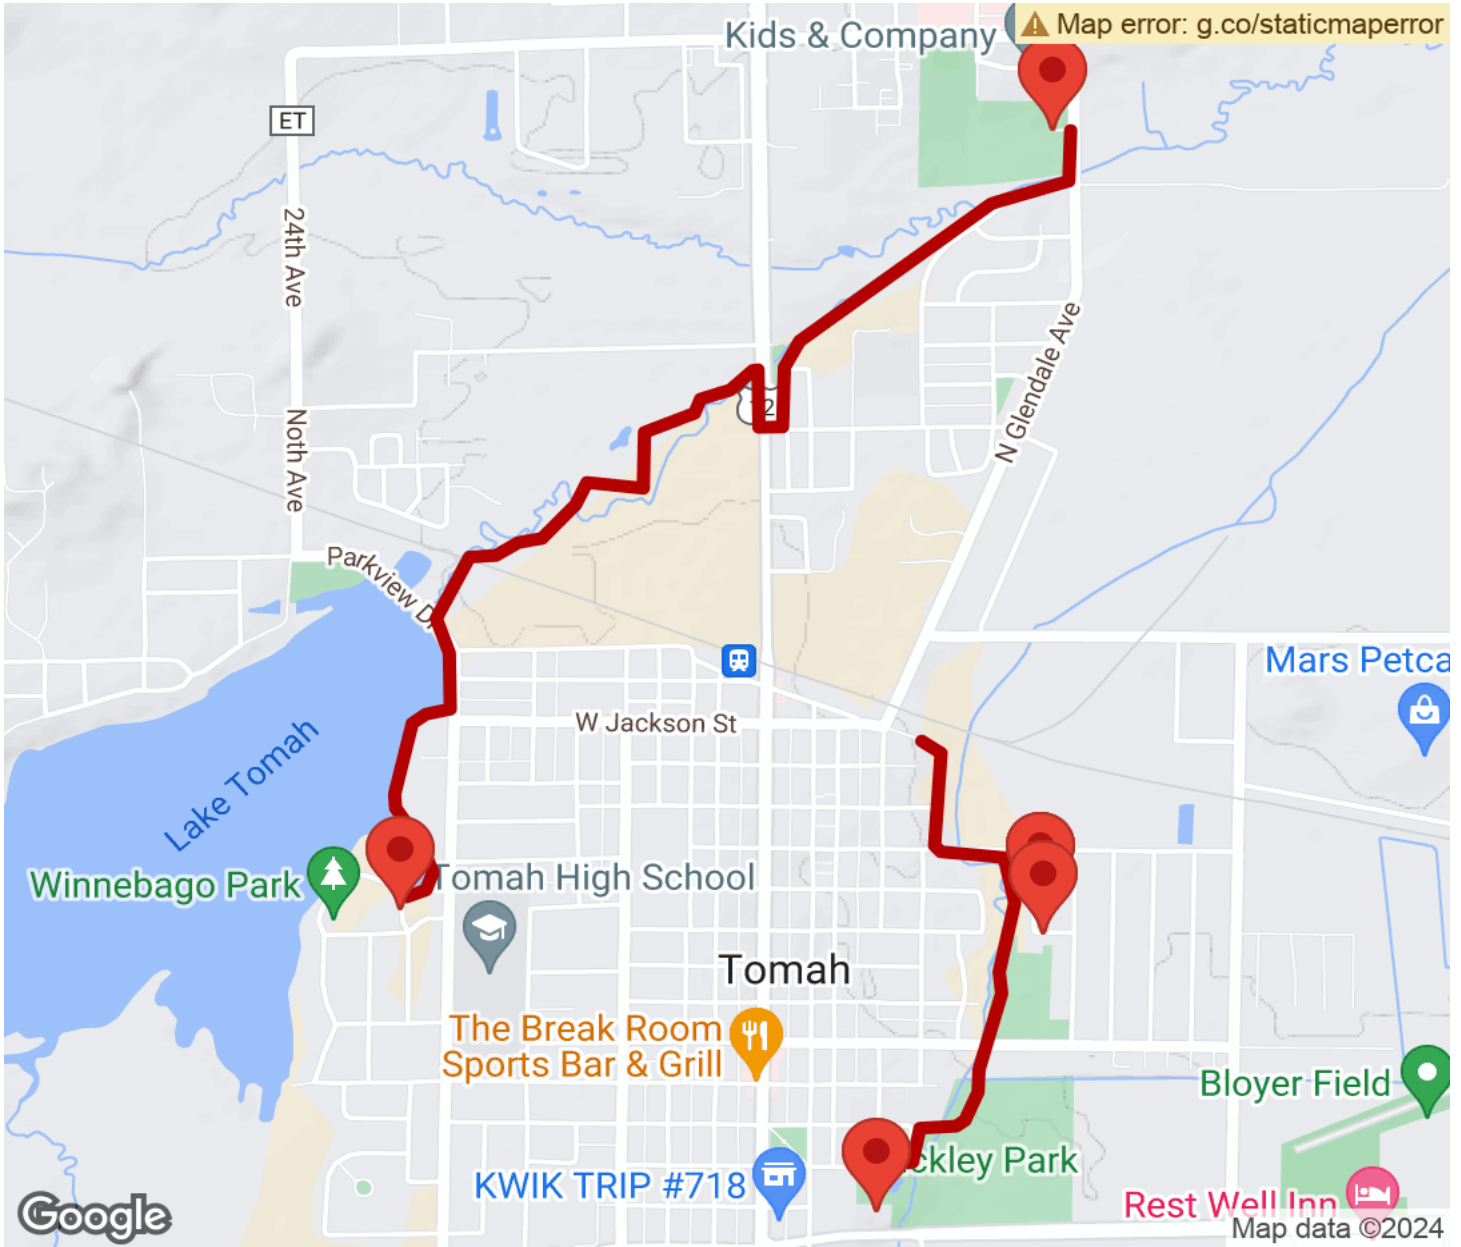 Kids & Company
Map error: g.co/staticmaperror
ET
24th Ave
N Glendale Ave
Noth Ave
Parkview Dr
Mars Petca
W Jackson St
Lake Tomah
Winnebago Park
Tomah High School
Tomah
The Break Room
Sports Bar & Grill
Bloyer Field
ckley Park
KWIK TRIP #718
Rest Well Inn
Google
Map data ©2024